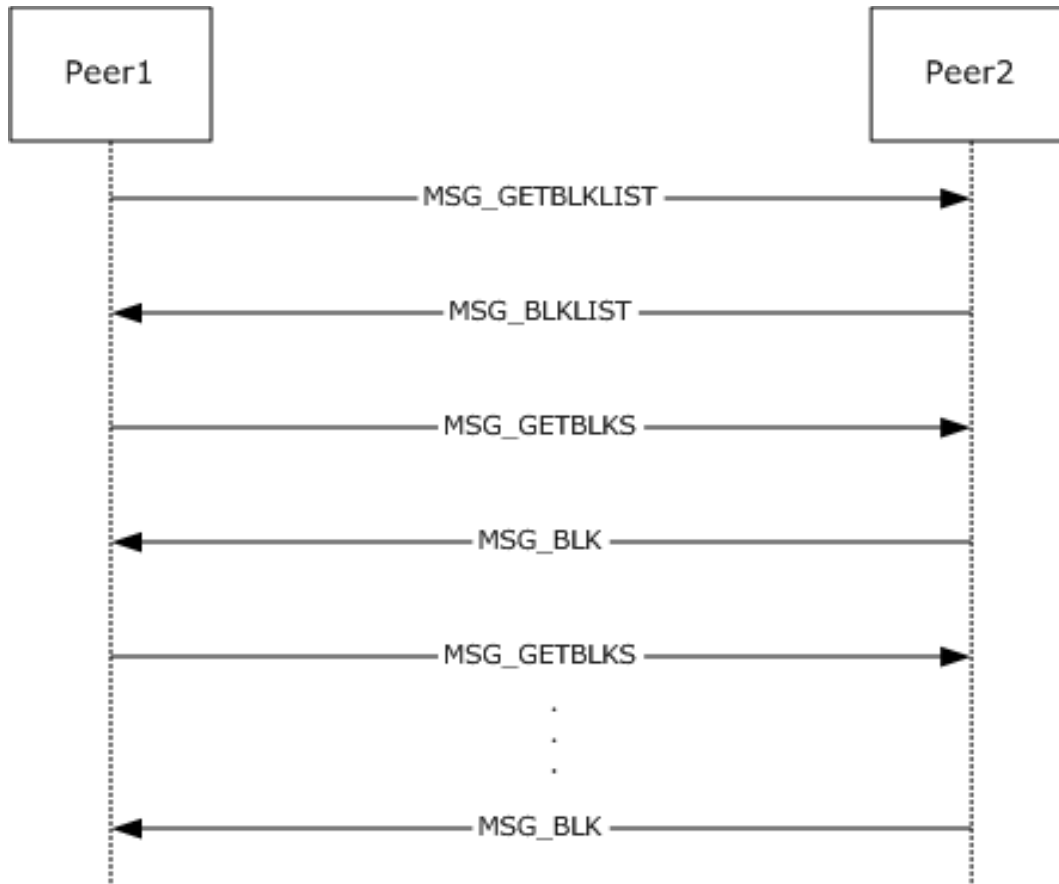 Peer1
Peer2
MSG_GETBLKLIST
MSG_BLKLIST
MSG_GETBLKS
MSG_BLK
MSG_GETBLKS
.
.
.
MSG_BLK